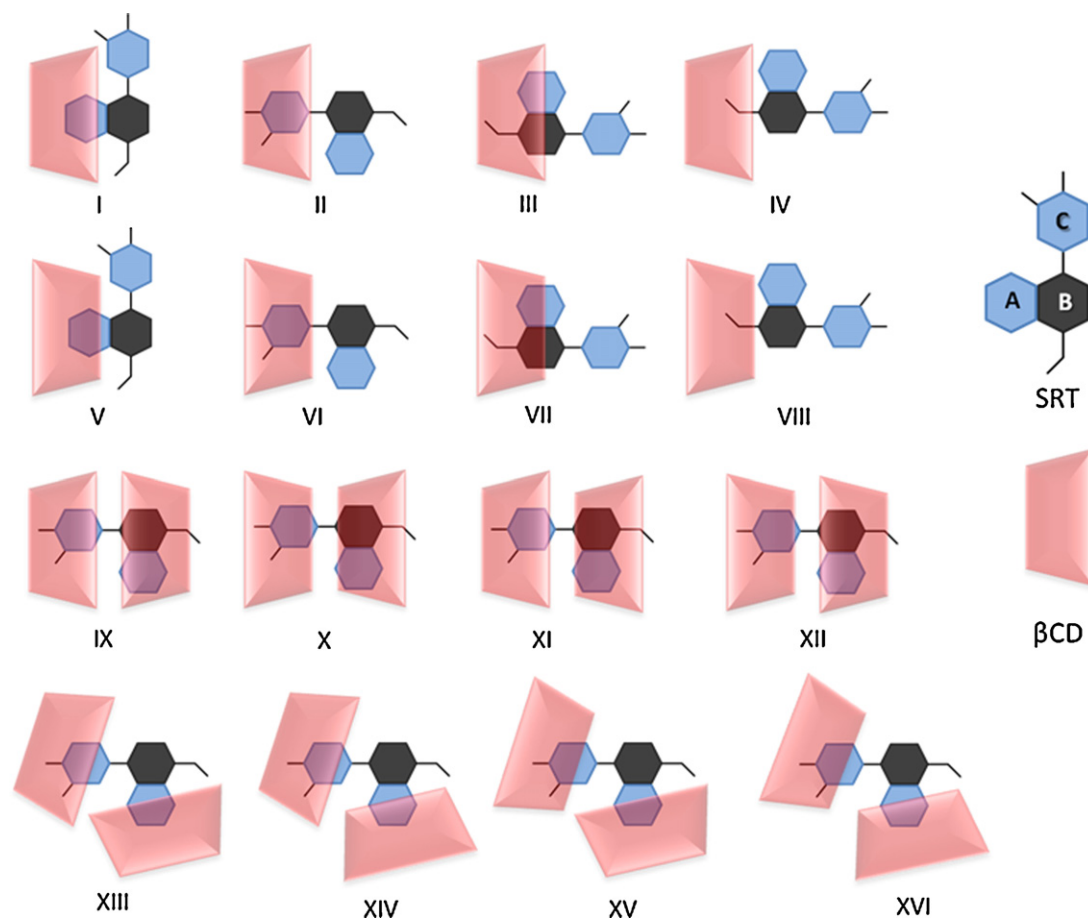 I II III IV
C
A B
SRT
V VI VII VIII
IX X XI XII
βCD
XIII XIV XV XVI